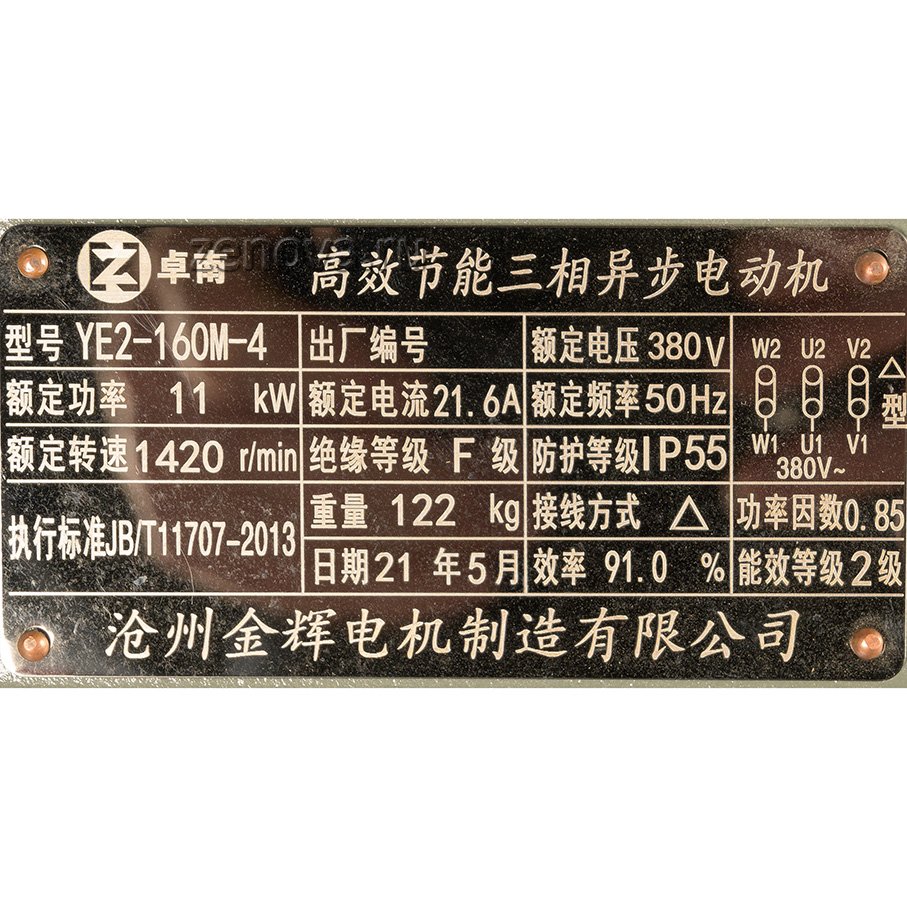 卓南 高效节能三相异步电动机
zenova.ru
型号 YE2-160M-4 出厂编号 额定电压 380V
W2 U2 V2
额定功率 11 kW 额定电流 21.6A 额定频率 50Hz
△型
额定转速 1420 r/min 绝缘等级 F 级 防护等级 IP55
W1 U1 V1
380V~
执行标准JB/T11707-2013 重量 122 kg 接线方式 △ 功率因数0.85
日期 21 年 5 月 效率 91.0 % 能效等级 2 级
沧州金辉电机制造有限公司